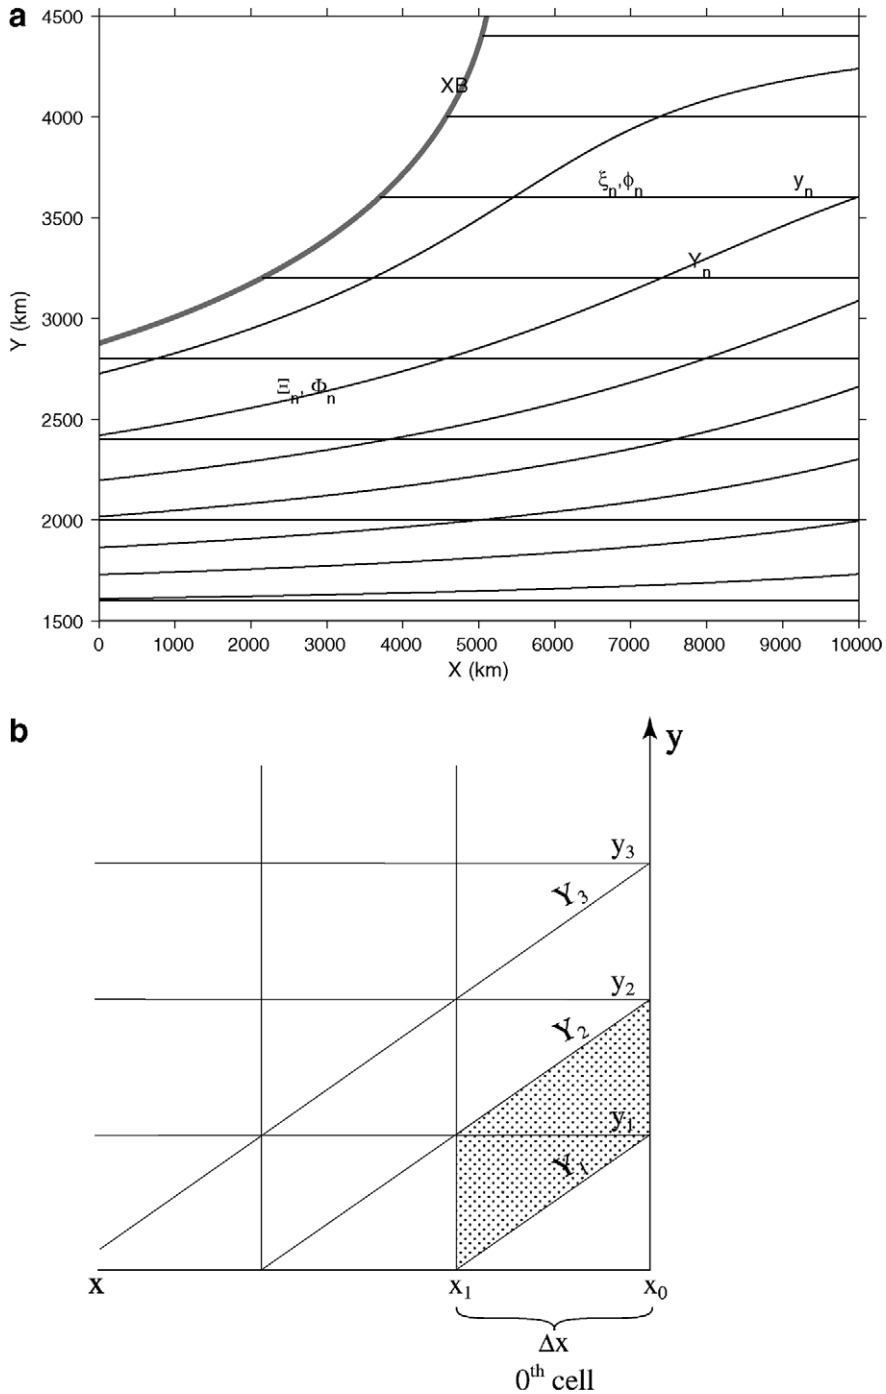 a
4500
XB
4000
ξn,ϕn
yn
3500
Yn
Y (km)
3000
Ξn, Φn
2500
2000
1500
0 1000 2000 3000 4000 5000 6000 7000 8000 9000 10000
X (km)
b
y
y3
Y3
y2
Y2
y1
Y1
x x1 x0
Δx
0th cell